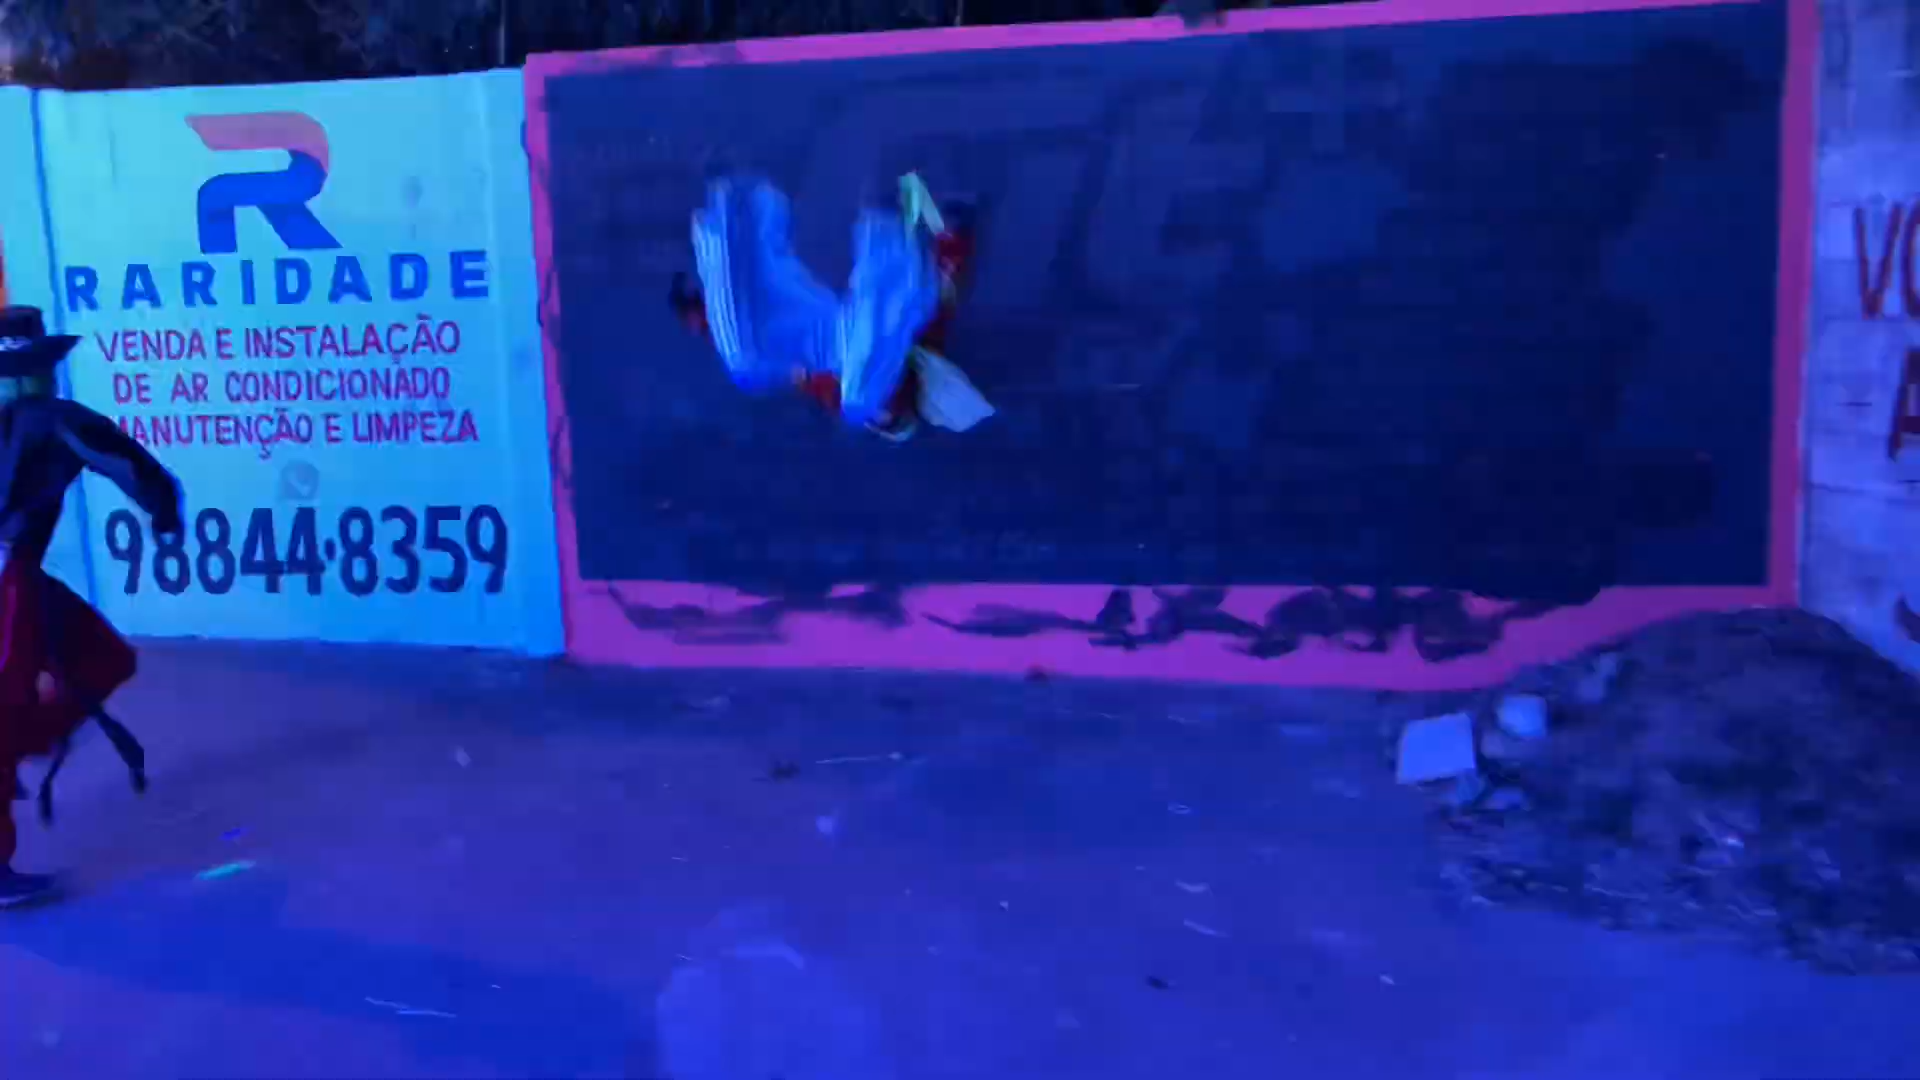 R
RARIDADE
VENDA E INSTALAÇÃO
DE AR CONDICIONADO
MANUTENÇÃO E LIMPEZA
98844-8359